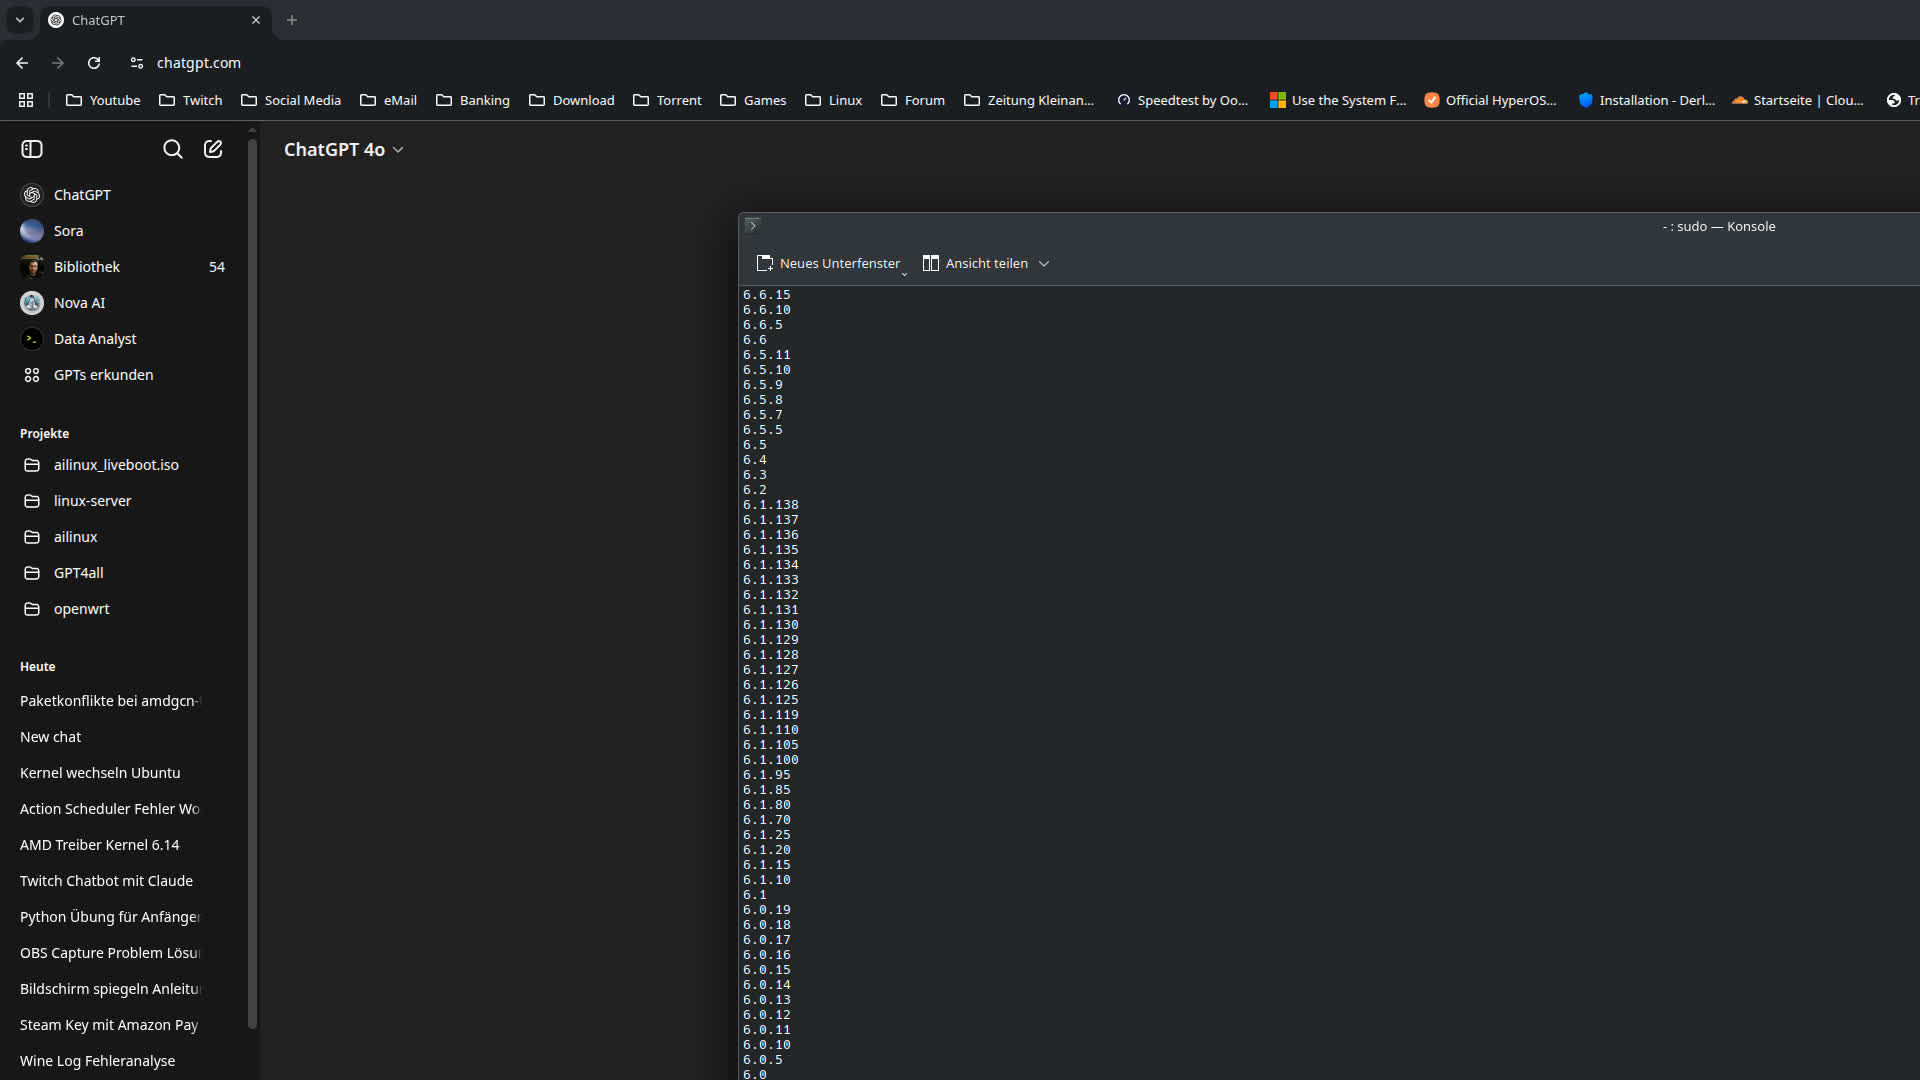 ChatGPT
chatgpt.com
Youtube Twitch Social Media eMail Banking Download Torrent Games Linux Forum Zeitung Kleinan... Speedtest by Oo... Use the System F... Official HyperOS... Installation - Derl... Startseite | Clou... Tr
ChatGPT 4o
ChatGPT
Sora
Bibliothek 54
Nova AI
Data Analyst
GPTs erkunden
Projekte
ailinux_liveboot.iso
linux-server
ailinux
GPT4all
openwrt
Heute
Paketkonflikte bei amdgcn-
New chat
Kernel wechseln Ubuntu
Action Scheduler Fehler Wo
AMD Treiber Kernel 6.14
Twitch Chatbot mit Claude
Python Übung für Anfänger
OBS Capture Problem Lösu
Bildschirm spiegeln Anleitu
Steam Key mit Amazon Pay
Wine Log Fehleranalyse
- : sudo — Konsole
Neues Unterfenster Ansicht teilen
6.6.15
6.6.10
6.6.5
6.6
6.5.11
6.5.10
6.5.9
6.5.8
6.5.7
6.5.5
6.5
6.4
6.3
6.2
6.1.138
6.1.137
6.1.136
6.1.135
6.1.134
6.1.133
6.1.132
6.1.131
6.1.130
6.1.129
6.1.128
6.1.127
6.1.126
6.1.125
6.1.119
6.1.110
6.1.105
6.1.100
6.1.95
6.1.85
6.1.80
6.1.70
6.1.25
6.1.20
6.1.15
6.1.10
6.1
6.0.19
6.0.18
6.0.17
6.0.16
6.0.15
6.0.14
6.0.13
6.0.12
6.0.11
6.0.10
6.0.5
6.0